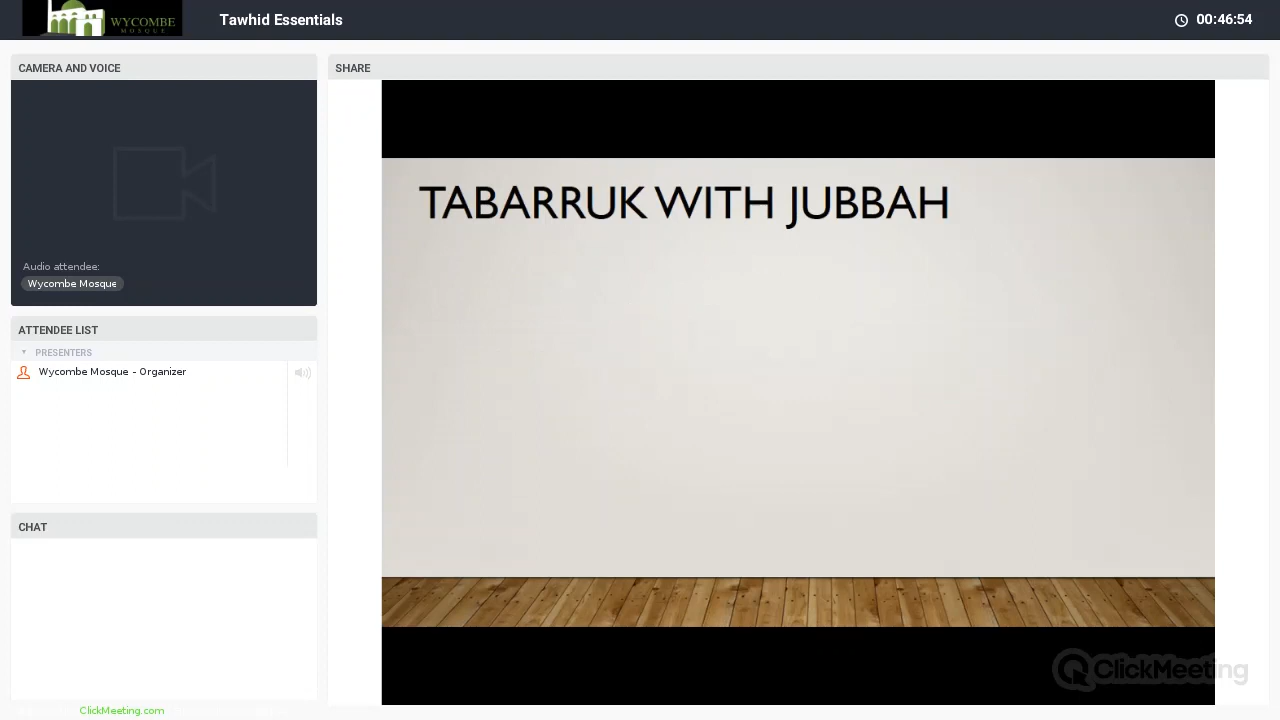 WYCOMBE
MOSQUE
Tawhid Essentials
00:46:54
CAMERA AND VOICE
Audio attendee:
Wycombe Mosque
ATTENDEE LIST
PRESENTERS
Wycombe Mosque - Organizer
CHAT
ClickMeeting.com
SHARE
TABARRUK WITH JUBBAH
ClickMeeting